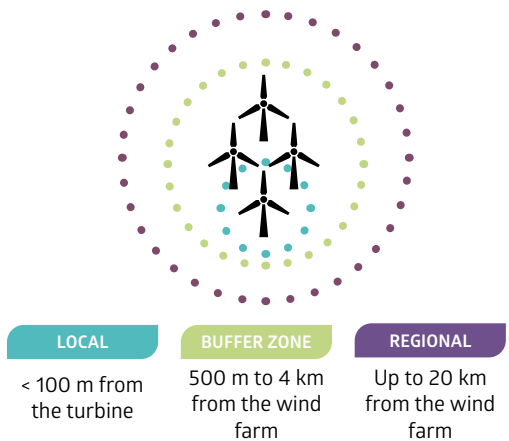 LOCAL
< 100 m from
the turbine
BUFFER ZONE
500 m to 4 km
from the wind
farm
REGIONAL
Up to 20 km
from the wind
farm